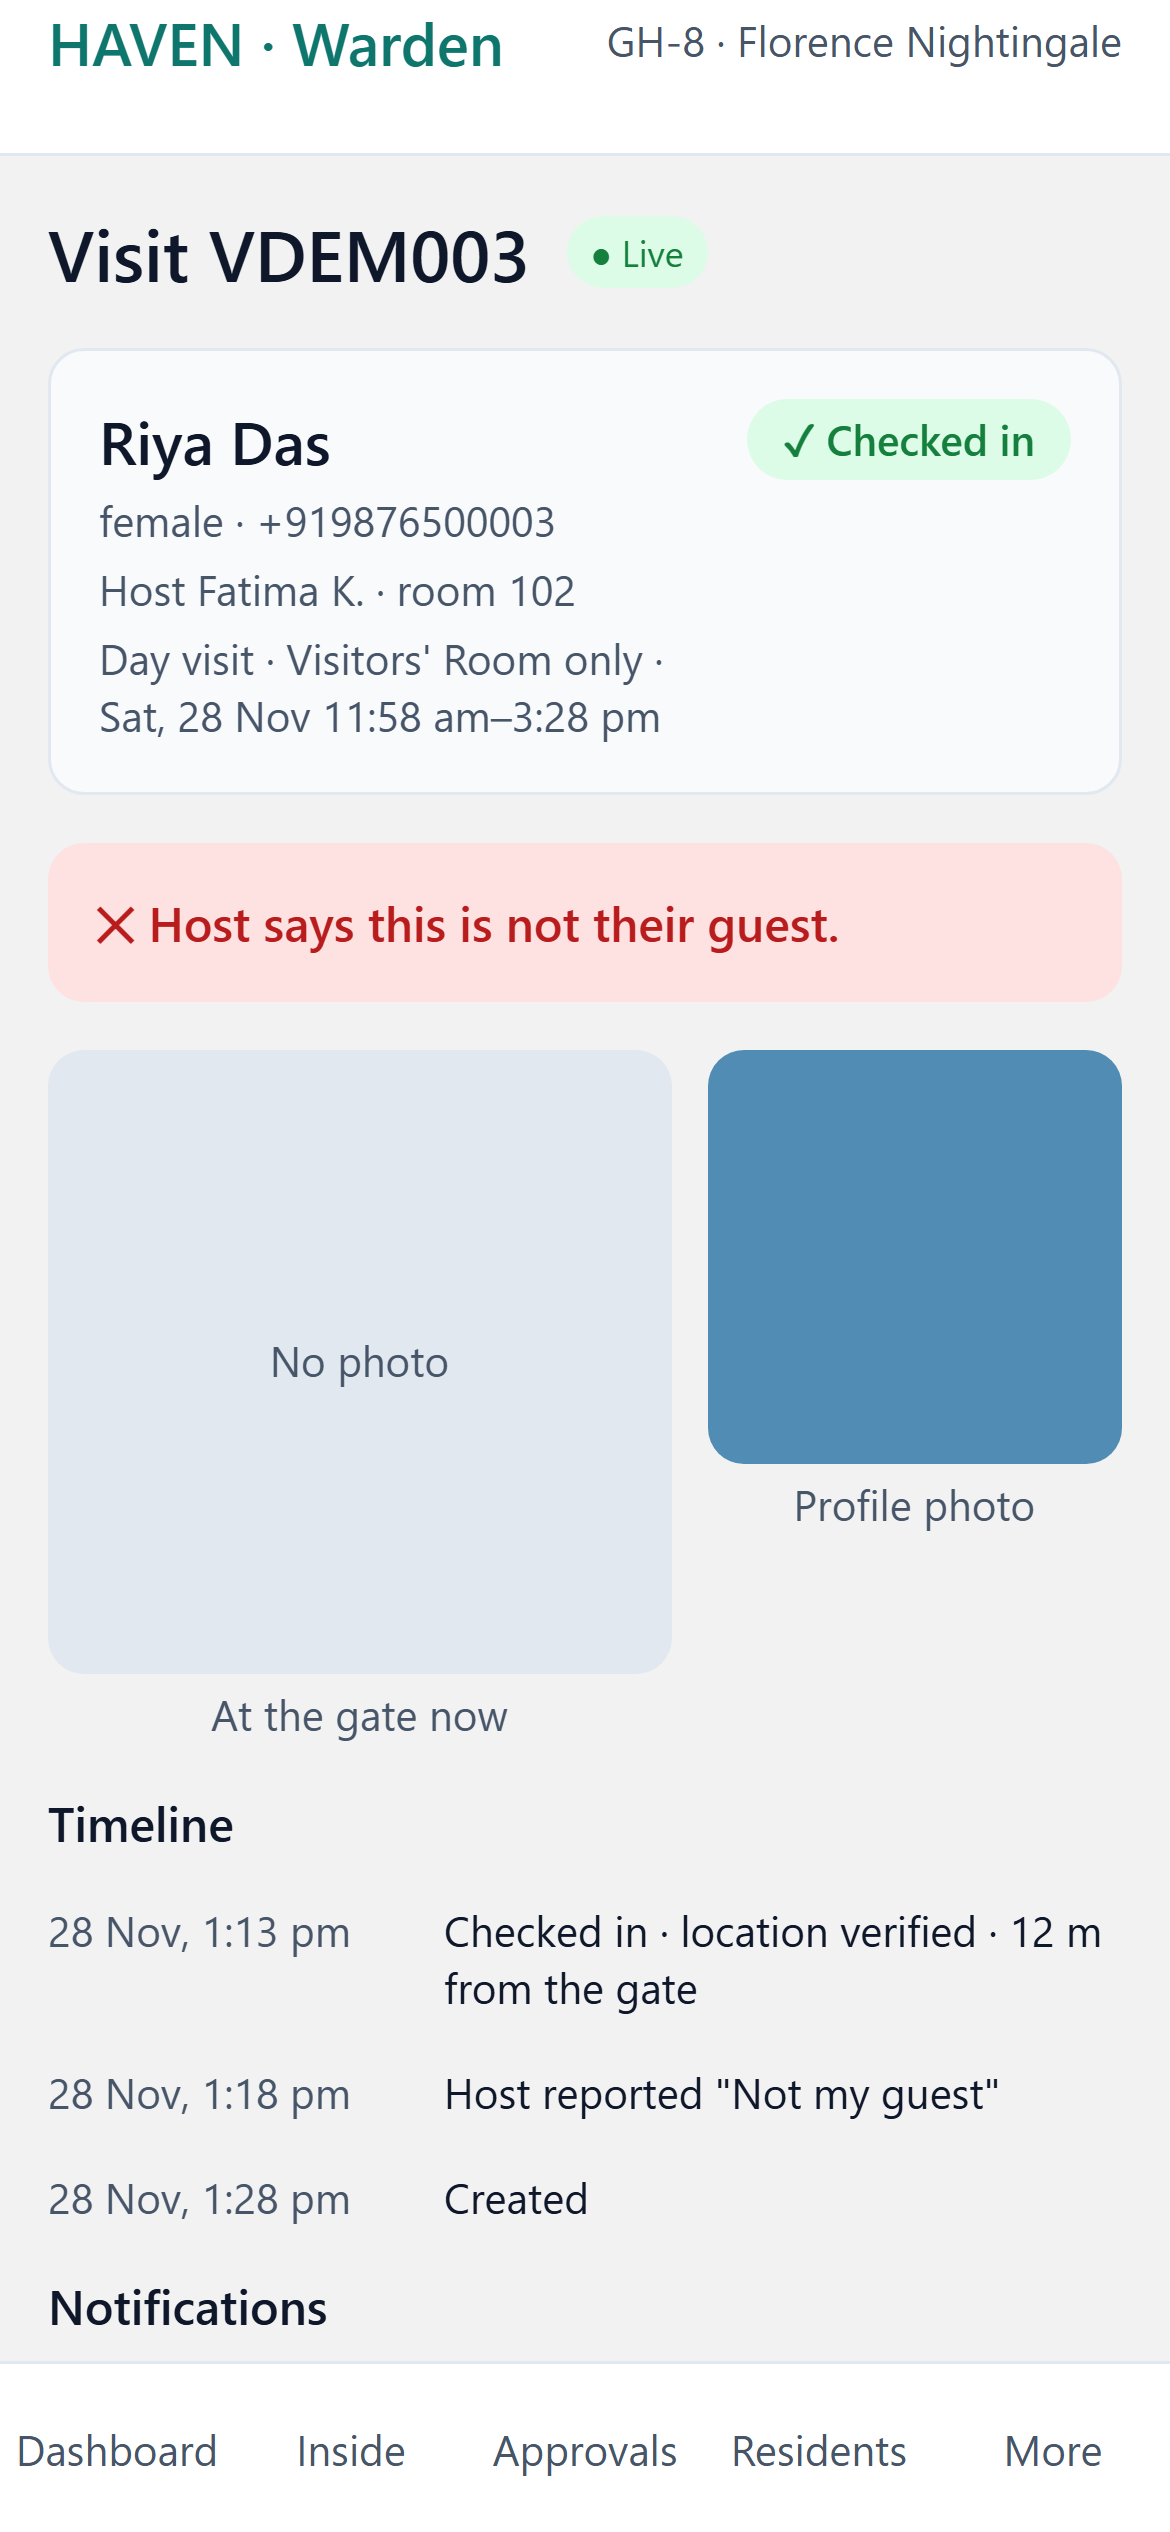 HAVEN · Warden
GH-8 · Florence Nightingale
Visit VDEM003
● Live
Riya Das
✓ Checked in
female · +919876500003
Host Fatima K. · room 102
Day visit · Visitors' Room only ·
Sat, 28 Nov 11:58 am–3:28 pm
✕ Host says this is not their guest.
No photo
Profile photo
At the gate now
Timeline
28 Nov, 1:13 pm Checked in · location verified · 12 m
from the gate
28 Nov, 1:18 pm Host reported "Not my guest"
28 Nov, 1:28 pm Created
Notifications
Dashboard Inside Approvals Residents More